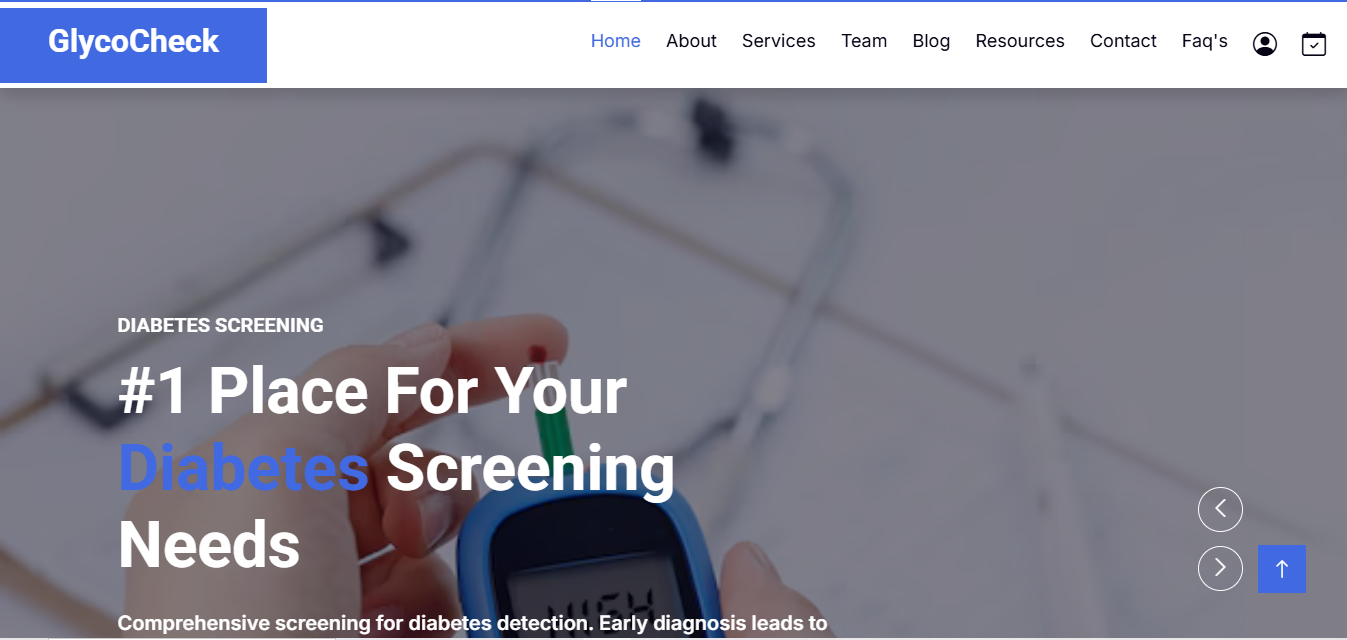 GlycoCheck
Home About Services Team Blog Resources Contact Faq's
DIABETES SCREENING
#1 Place For Your
Diabetes Screening
Needs
HIGH
Comprehensive screening for diabetes detection. Early diagnosis leads to